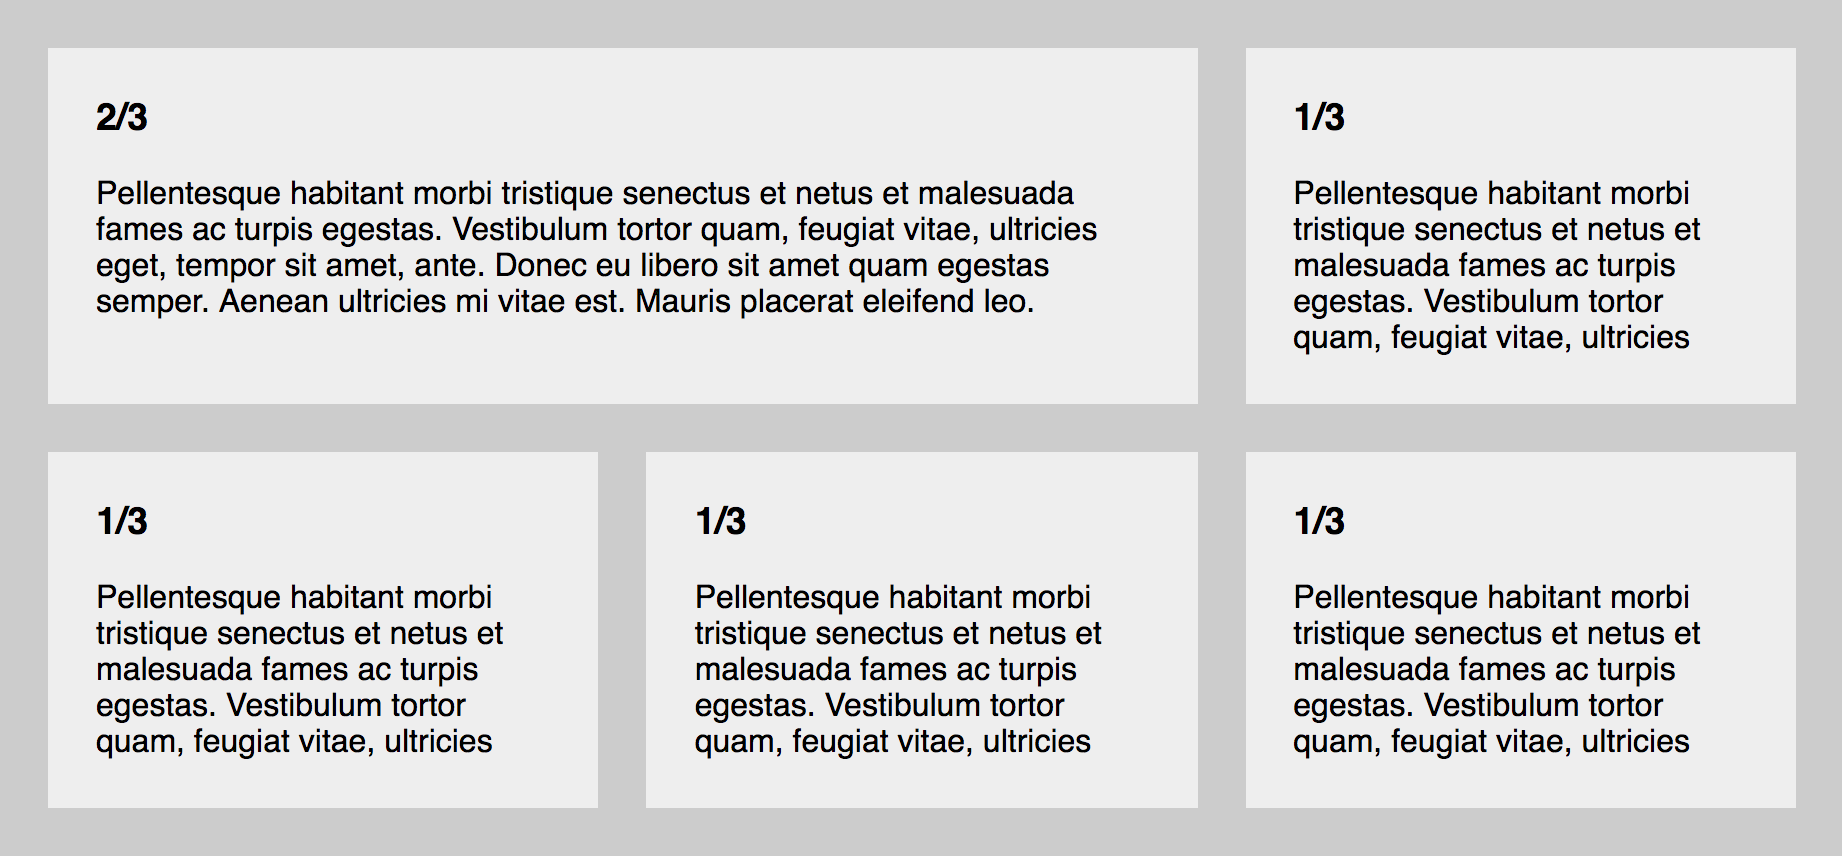 2/3
Pellentesque habitant morbi tristique senectus et netus et malesuada
fames ac turpis egestas. Vestibulum tortor quam, feugiat vitae, ultricies
eget, tempor sit amet, ante. Donec eu libero sit amet quam egestas
semper. Aenean ultricies mi vitae est. Mauris placerat eleifend leo.
1/3
Pellentesque habitant morbi
tristique senectus et netus et
malesuada fames ac turpis
egestas. Vestibulum tortor
quam, feugiat vitae, ultricies
1/3
Pellentesque habitant morbi
tristique senectus et netus et
malesuada fames ac turpis
egestas. Vestibulum tortor
quam, feugiat vitae, ultricies
1/3
Pellentesque habitant morbi
tristique senectus et netus et
malesuada fames ac turpis
egestas. Vestibulum tortor
quam, feugiat vitae, ultricies
1/3
Pellentesque habitant morbi
tristique senectus et netus et
malesuada fames ac turpis
egestas. Vestibulum tortor
quam, feugiat vitae, ultricies